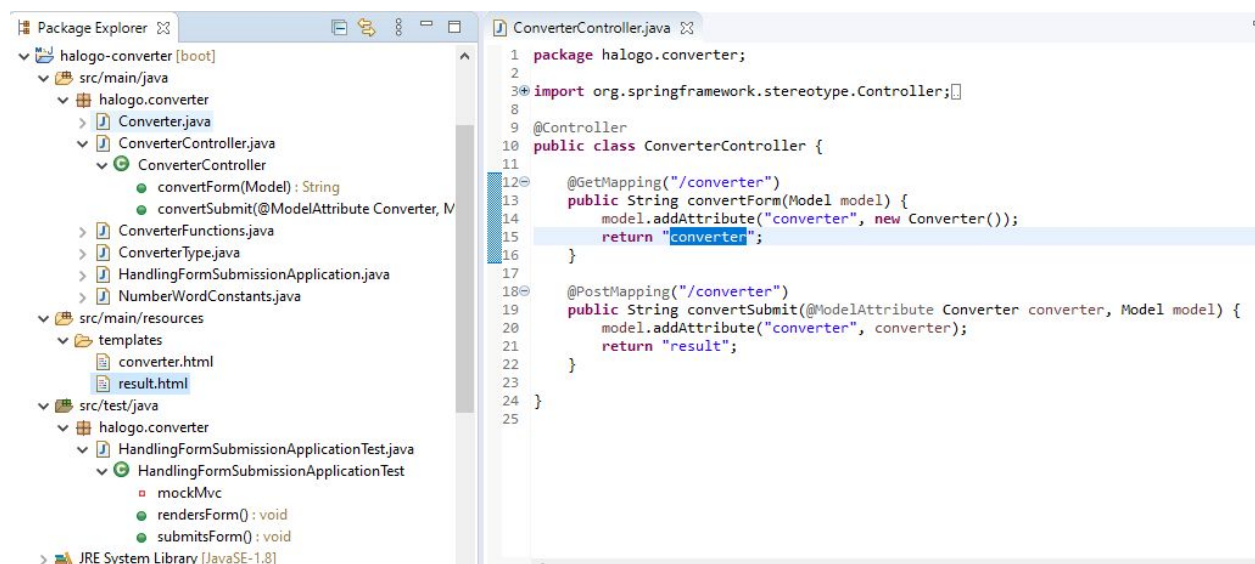 Package Explorer
halogo-converter [boot]
src/main/java
halogo.converter
Converter.java
ConverterController.java
ConverterController
convertForm(Model) : String
convertSubmit(@ModelAttribute Converter, M
ConverterFunctions.java
ConverterType.java
HandlingFormSubmissionApplication.java
NumberWordConstants.java
src/main/resources
templates
converter.html
result.html
src/test/java
halogo.converter
HandlingFormSubmissionApplicationTest.java
HandlingFormSubmissionApplicationTest
mockMvc
rendersForm() : void
submitsForm() : void
JRE System Library [JavaSE-1.8]
ConverterController.java
1 package halogo.converter;
2
3 import org.springframework.stereotype.Controller;
8
9 @Controller
10 public class ConverterController {
11
12 @GetMapping("/converter")
13 public String convertForm(Model model) {
14 model.addAttribute("converter", new Converter());
15 return "converter";
16 }
17
18 @PostMapping("/converter")
19 public String convertSubmit(@ModelAttribute Converter converter, Model model) {
20 model.addAttribute("converter", converter);
21 return "result";
22 }
23
24 }
25